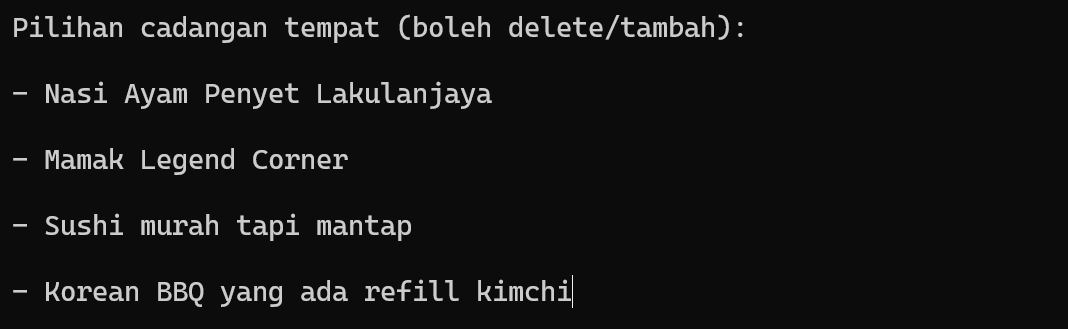 Pilihan cadangan tempat (boleh delete/tambah):
- Nasi Ayam Penyet Lakulanjaya
- Mamak Legend Corner
- Sushi murah tapi mantap
- Korean BBQ yang ada refill kimchi